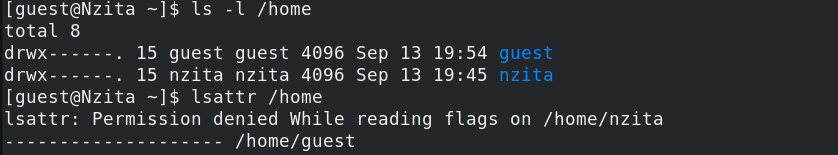 [guest@Nzita ~]$ ls -l /home
total 8
drwx------. 15 guest guest 4096 Sep 13 19:54 guest
drwx------. 15 nzita nzita 4096 Sep 13 19:45 nzita
[guest@Nzita ~]$ lsattr /home
lsattr: Permission denied While reading flags on /home/nzita
-------------------- /home/guest